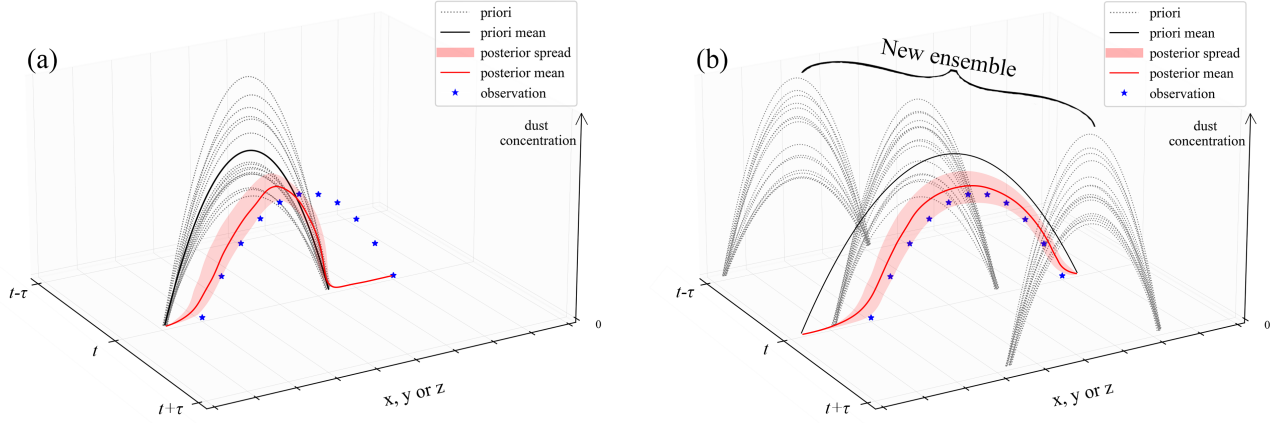 (a)
priori
priori mean
posterior spread
posterior mean
observation
dust
concentration
0
t-τ
t
t+τ
x, y or z
(b)
New ensemble
priori
priori mean
posterior spread
posterior mean
observation
dust
concentration
0
t-τ
t
t+τ
x, y or z